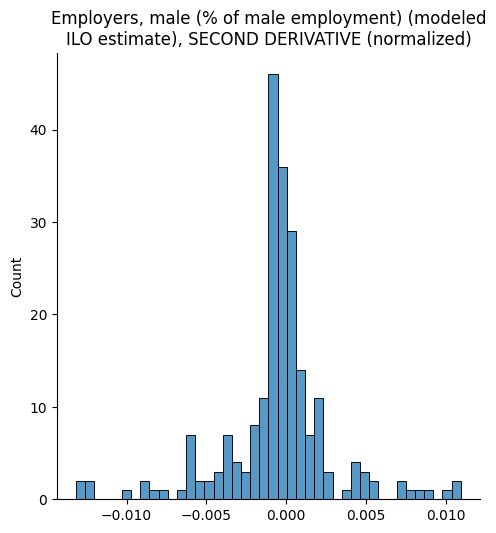 Employers, male (% of male employment) (modeled
ILO estimate), SECOND DERIVATIVE (normalized)
Count
40
30
20
10
0
−0.010 −0.005 0.000 0.005 0.010